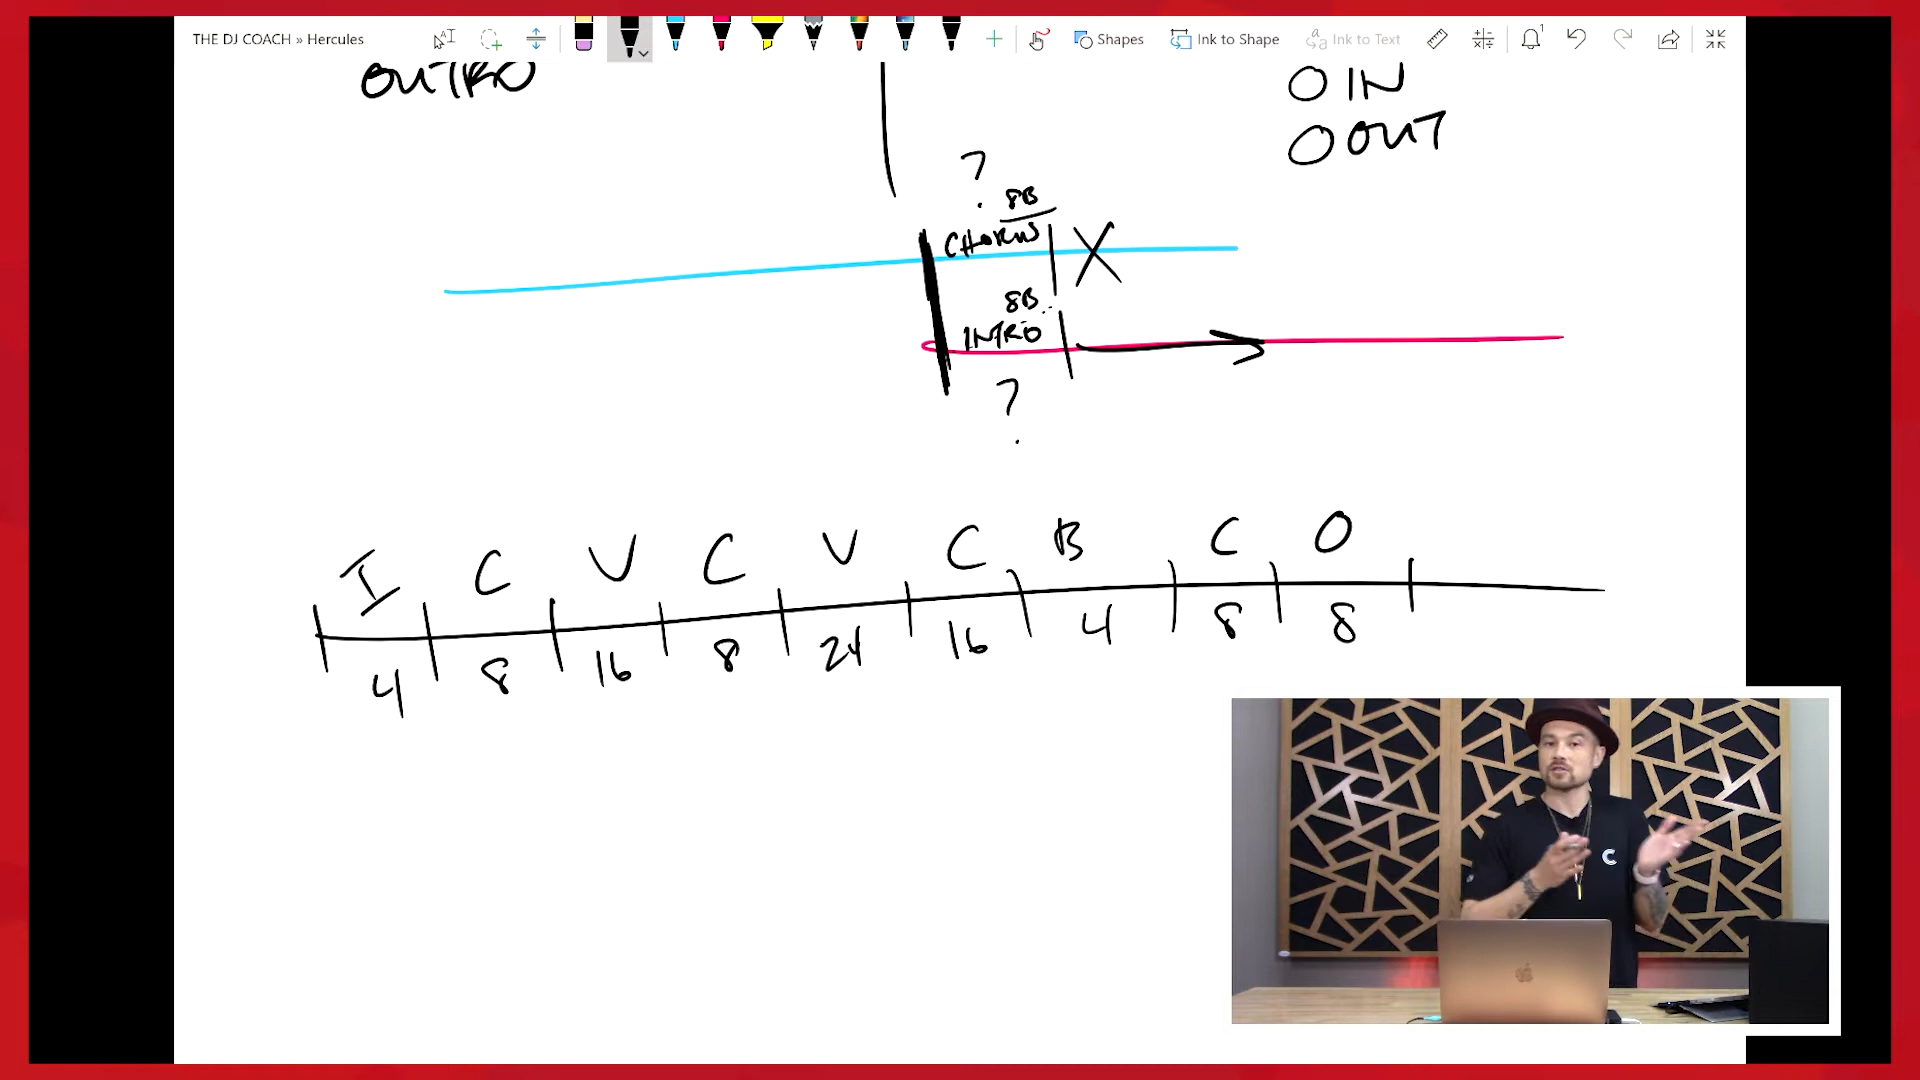 THE DJ COACH » Hercules
Shapes
Ink to Shape
Ink to Text
OUTRO
O IN
O OUT
?
8B
CHORUS
X
8B
INTRO
?
I C V C V C B C O
4 8 16 8 24 16 4 8 8
C